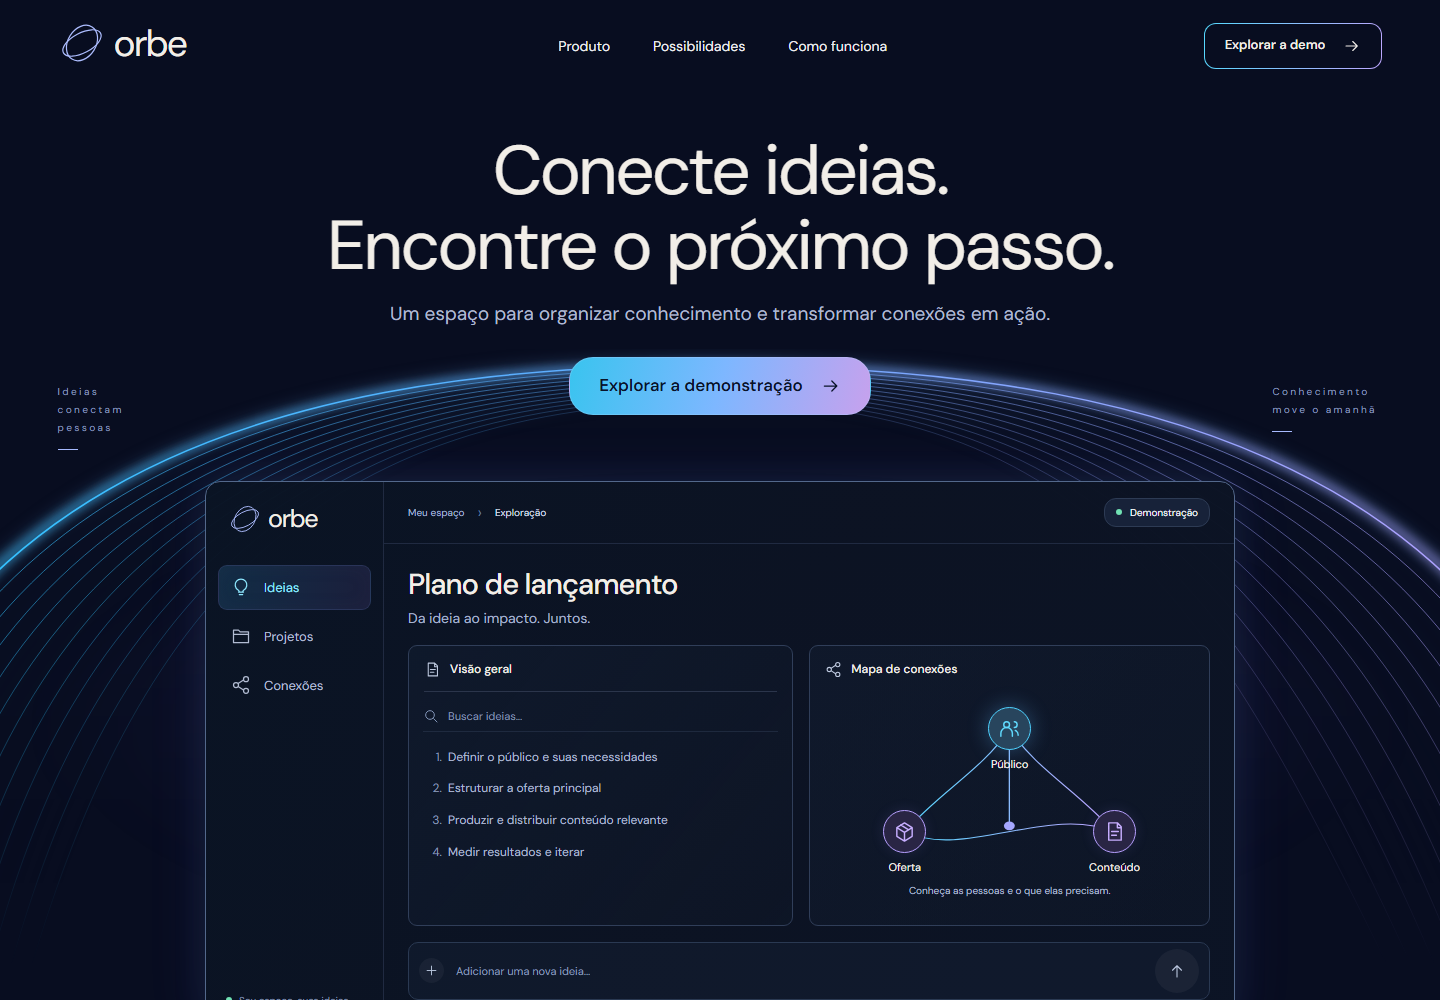 orbe
Produto
Possibilidades
Como funciona
Explorar a demo
Conecte ideias.
Encontre o próximo passo.
Um espaço para organizar conhecimento e transformar conexões em ação.
Explorar a demonstração
Ideias
conectam
pessoas
Conhecimento
move o amanhã
orbe
Ideias
Projetos
Conexões
Meu espaço › Exploração
Demonstração
Plano de lançamento
Da ideia ao impacto. Juntos.
Visão geral
Buscar ideias...
1. Definir o público e suas necessidades
2. Estruturar a oferta principal
3. Produzir e distribuir conteúdo relevante
4. Medir resultados e iterar
Mapa de conexões
Público
Oferta
Conteúdo
Conheça as pessoas e o que elas precisam.
Adicionar uma nova ideia...